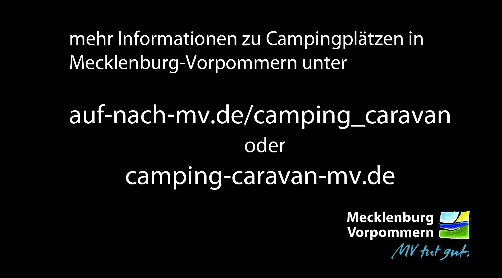 mehr Informationen zu Campingplätzen in
Mecklenburg-Vorpommern unter
auf-nach-mv.de/camping_caravan
oder
camping-caravan-mv.de
Mecklenburg
Vorpommern
MV tut gut.